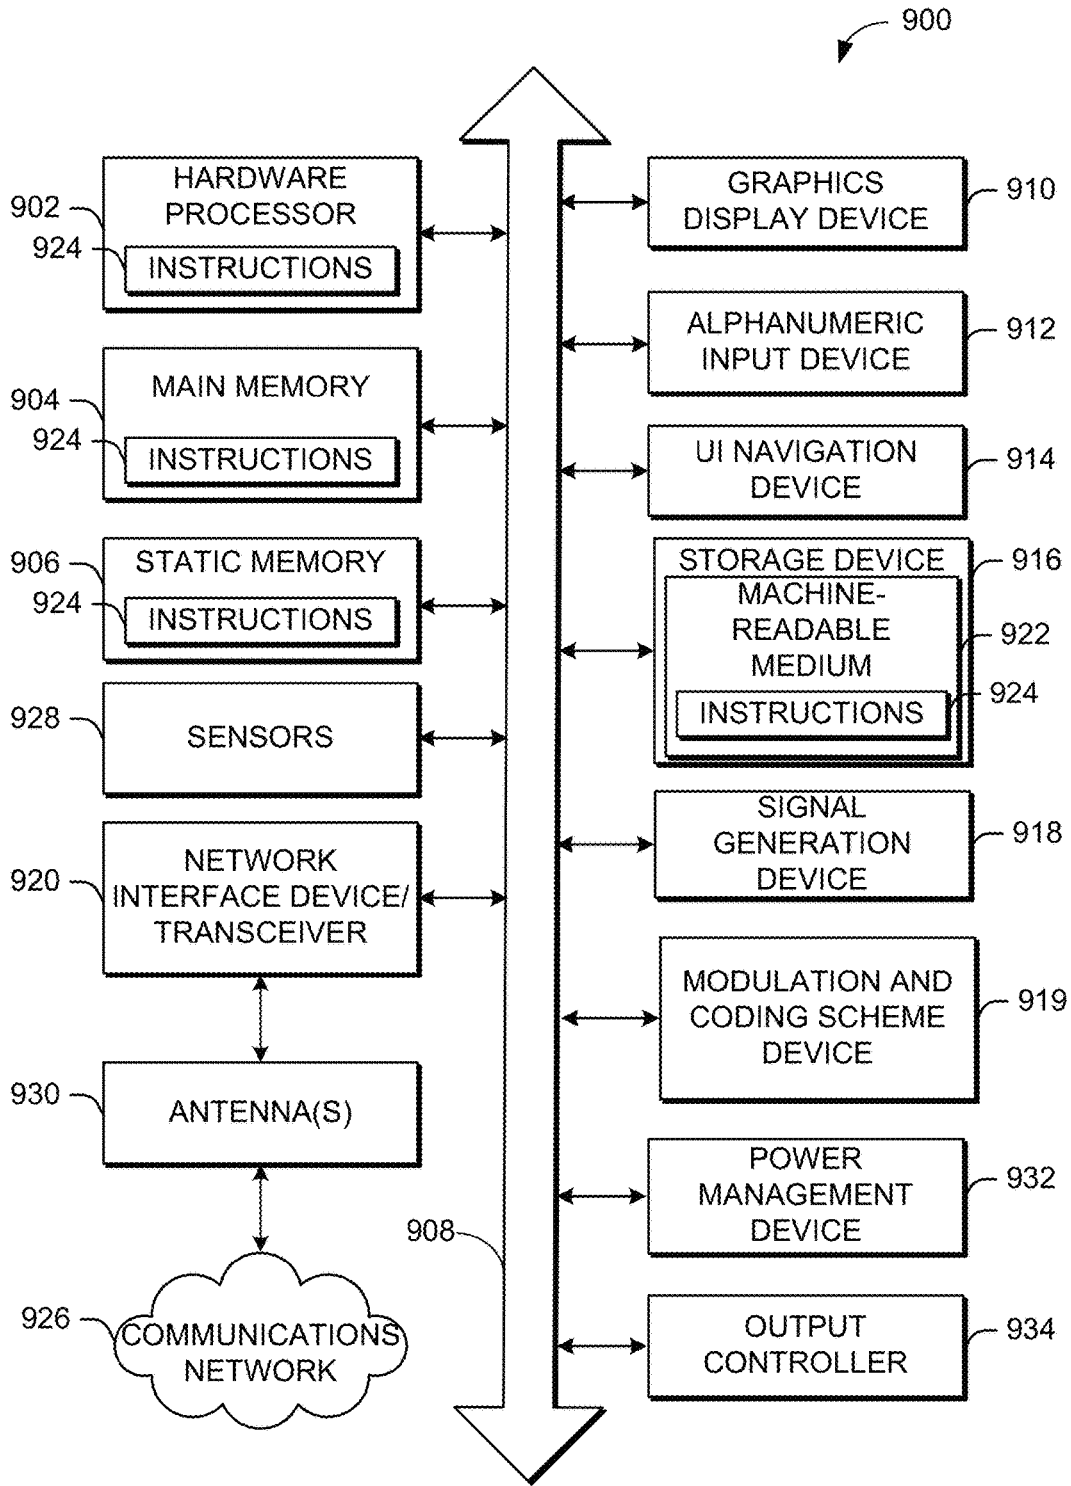 900
HARDWARE
PROCESSOR
902
924
INSTRUCTIONS
MAIN MEMORY
904
924
INSTRUCTIONS
STATIC MEMORY
906
924
INSTRUCTIONS
928
SENSORS
NETWORK
INTERFACE DEVICE/
TRANSCEIVER
920
930
ANTENNA(S)
926
COMMUNICATIONS
NETWORK
908
GRAPHICS
DISPLAY DEVICE
910
ALPHANUMERIC
INPUT DEVICE
912
UI NAVIGATION
DEVICE
914
STORAGE DEVICE
916
MACHINE-
READABLE
MEDIUM
922
INSTRUCTIONS
924
SIGNAL
GENERATION
DEVICE
918
MODULATION AND
CODING SCHEME
DEVICE
919
POWER
MANAGEMENT
DEVICE
932
OUTPUT
CONTROLLER
934